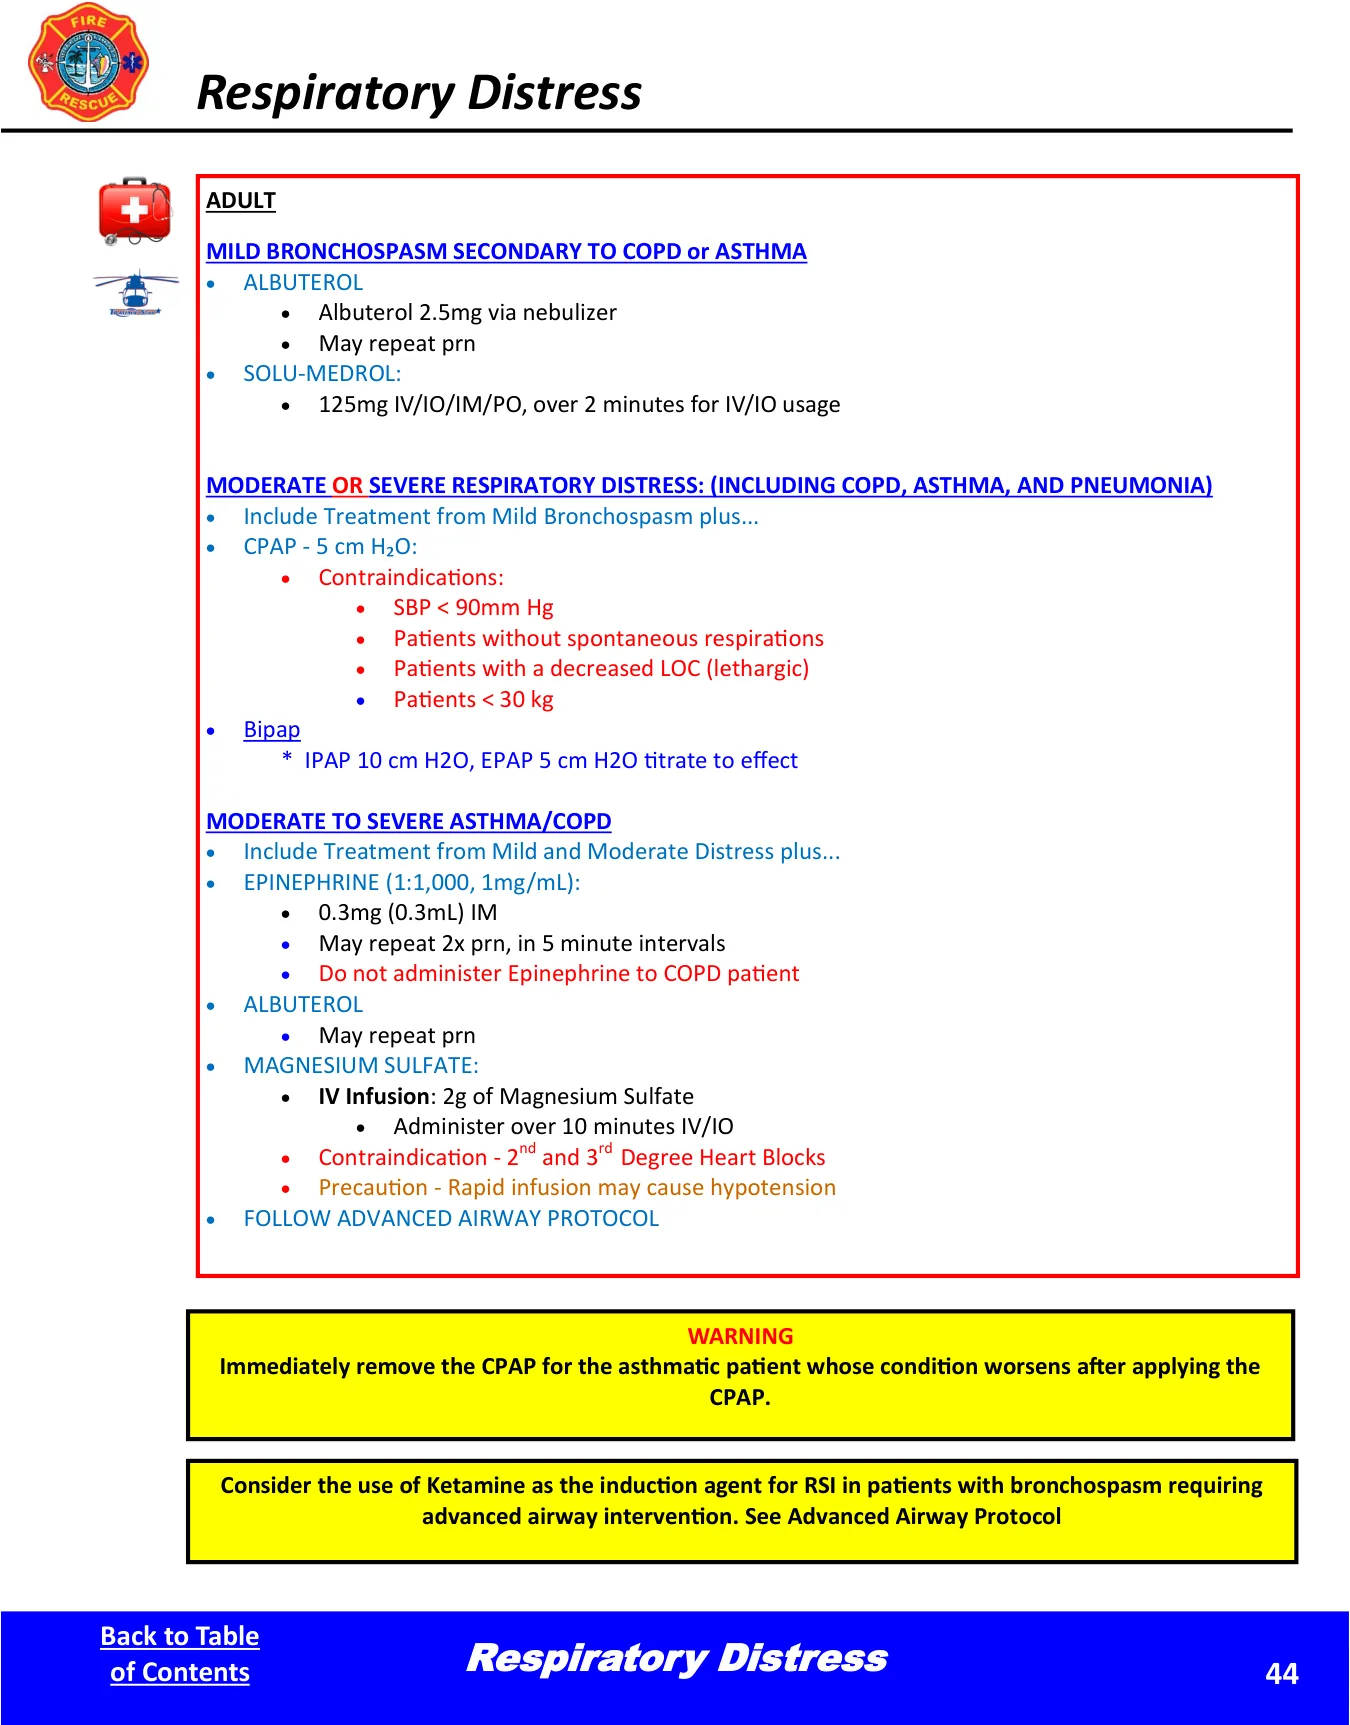 FIRE
RESCUE
Respiratory Distress
ADULT
MILD BRONCHOSPASM SECONDARY TO COPD or ASTHMA
• ALBUTEROL
• Albuterol 2.5mg via nebulizer
• May repeat prn
• SOLU-MEDROL:
• 125mg IV/IO/IM/PO, over 2 minutes for IV/IO usage
MODERATE OR SEVERE RESPIRATORY DISTRESS: (INCLUDING COPD, ASTHMA, AND PNEUMONIA)
• Include Treatment from Mild Bronchospasm plus...
• CPAP - 5 cm H₂O:
• Contraindications:
• SBP < 90mm Hg
• Patients without spontaneous respirations
• Patients with a decreased LOC (lethargic)
• Patients < 30 kg
• Bipap
* IPAP 10 cm H2O, EPAP 5 cm H2O titrate to effect
MODERATE TO SEVERE ASTHMA/COPD
• Include Treatment from Mild and Moderate Distress plus...
• EPINEPHRINE (1:1,000, 1mg/mL):
• 0.3mg (0.3mL) IM
• May repeat 2x prn, in 5 minute intervals
• Do not administer Epinephrine to COPD patient
• ALBUTEROL
• May repeat prn
• MAGNESIUM SULFATE:
• IV Infusion: 2g of Magnesium Sulfate
• Administer over 10 minutes IV/IO
• Contraindication - 2nd and 3rd Degree Heart Blocks
• Precaution - Rapid infusion may cause hypotension
• FOLLOW ADVANCED AIRWAY PROTOCOL
WARNING
Immediately remove the CPAP for the asthmatic patient whose condition worsens after applying the
CPAP.
Consider the use of Ketamine as the induction agent for RSI in patients with bronchospasm requiring
advanced airway intervention. See Advanced Airway Protocol
Back to Table
of Contents
Respiratory Distress
44